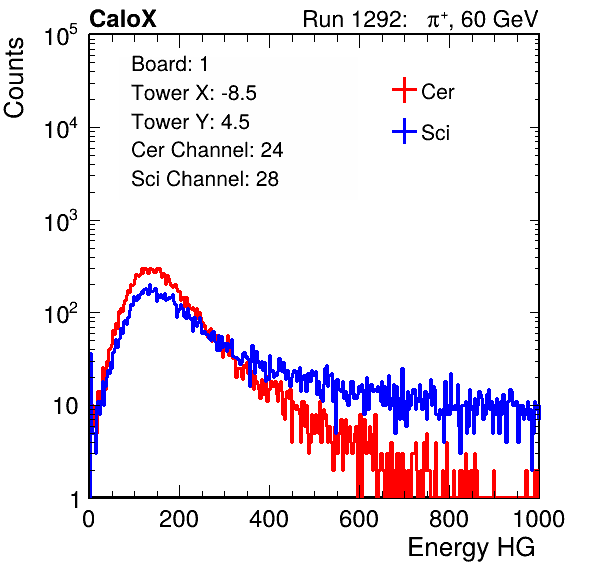 CaloX Run 1292: π⁺, 60 GeV
Counts
10⁵
10⁴
10³
10²
10
1
Board: 1
Tower X: -8.5
Tower Y: 4.5
Cer Channel: 24
Sci Channel: 28
Cer
Sci
0 200 400 600 800 1000
Energy HG